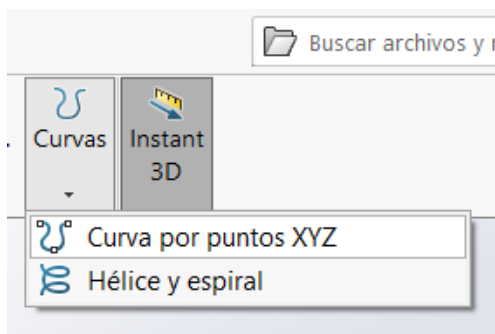 Buscar archivos y
Curvas
Instant
3D
Curva por puntos XYZ
Hélice y espiral